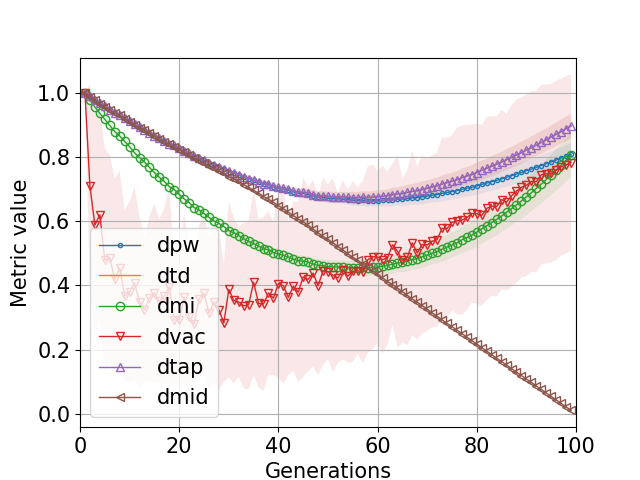 1.0
0.8
0.6
0.4
0.2
0.0
Metric value
dpw
dtd
dmi
dvac
dtap
dmid
0 20 40 60 80 100
Generations